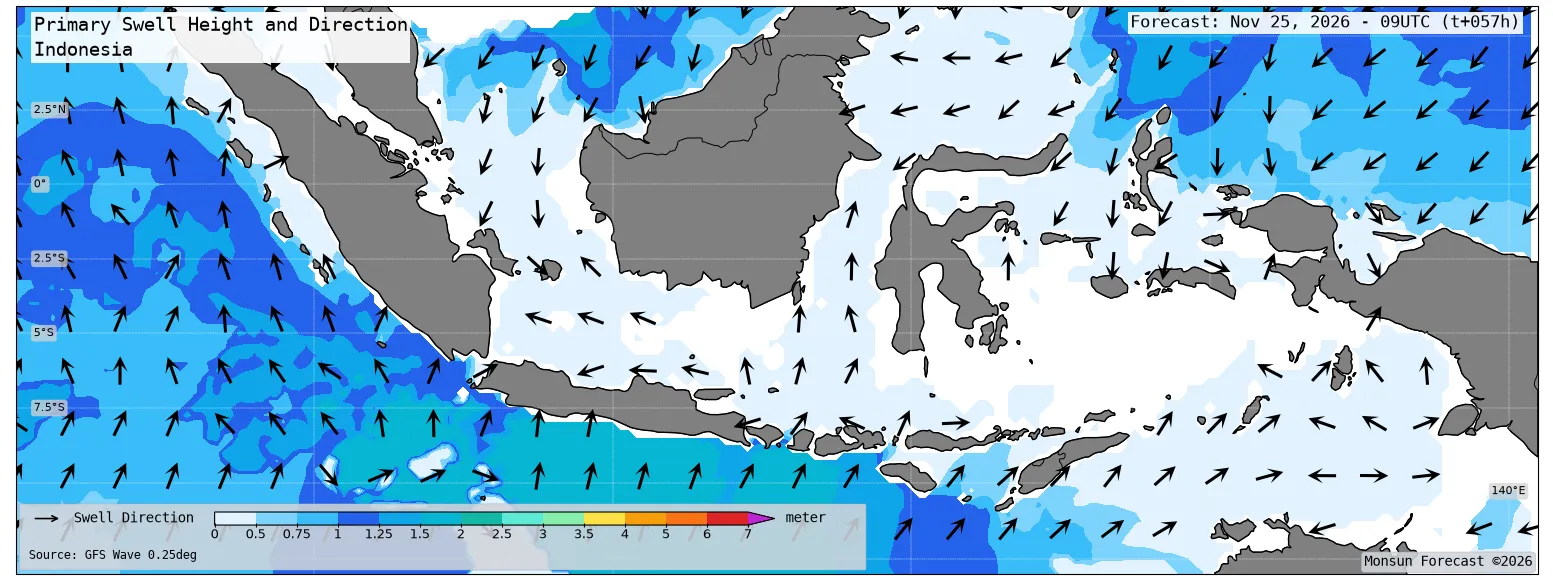 Primary Swell Height and Direction
Indonesia
Forecast: Nov 25, 2026 - 09UTC (t+057h)
2.5°N
0°
2.5°S
5°S
7.5°S
140°E
Swell Direction
meter
0 0.5 0.75 1 1.25 1.5 2 2.5 3 3.5 4 5 6 7
Source: GFS Wave 0.25deg
Monsun Forecast ©2026